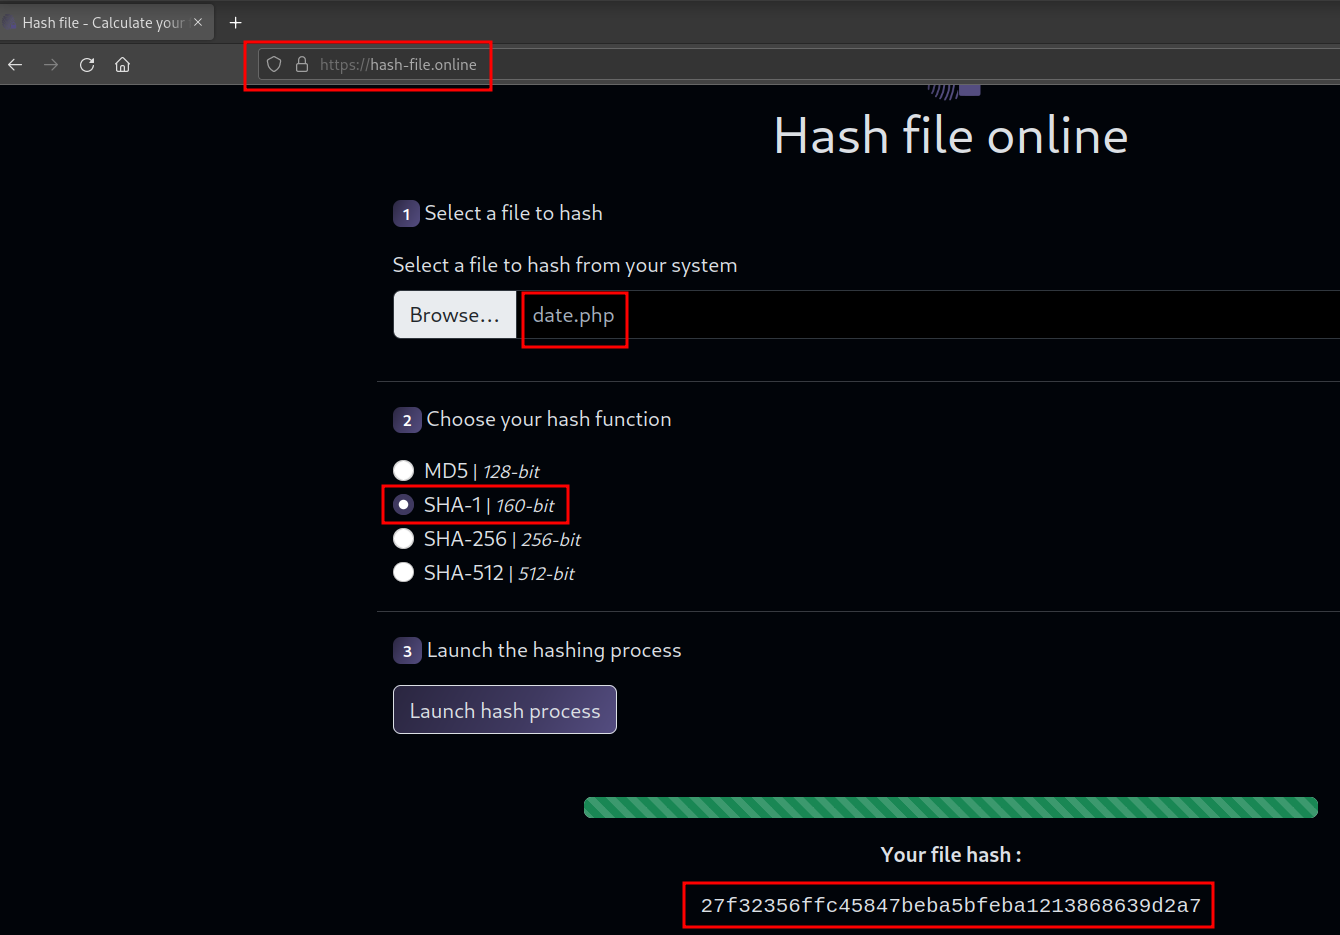 Hash file - Calculate your
https://hash-file.online
Hash file online
1 Select a file to hash
Select a file to hash from your system
Browse... date.php
2 Choose your hash function
MD5 | 128-bit
SHA-1 | 160-bit
SHA-256 | 256-bit
SHA-512 | 512-bit
3 Launch the hashing process
Launch hash process
Your file hash :
27f32356ffc45847beba5bfeba1213868639d2a7